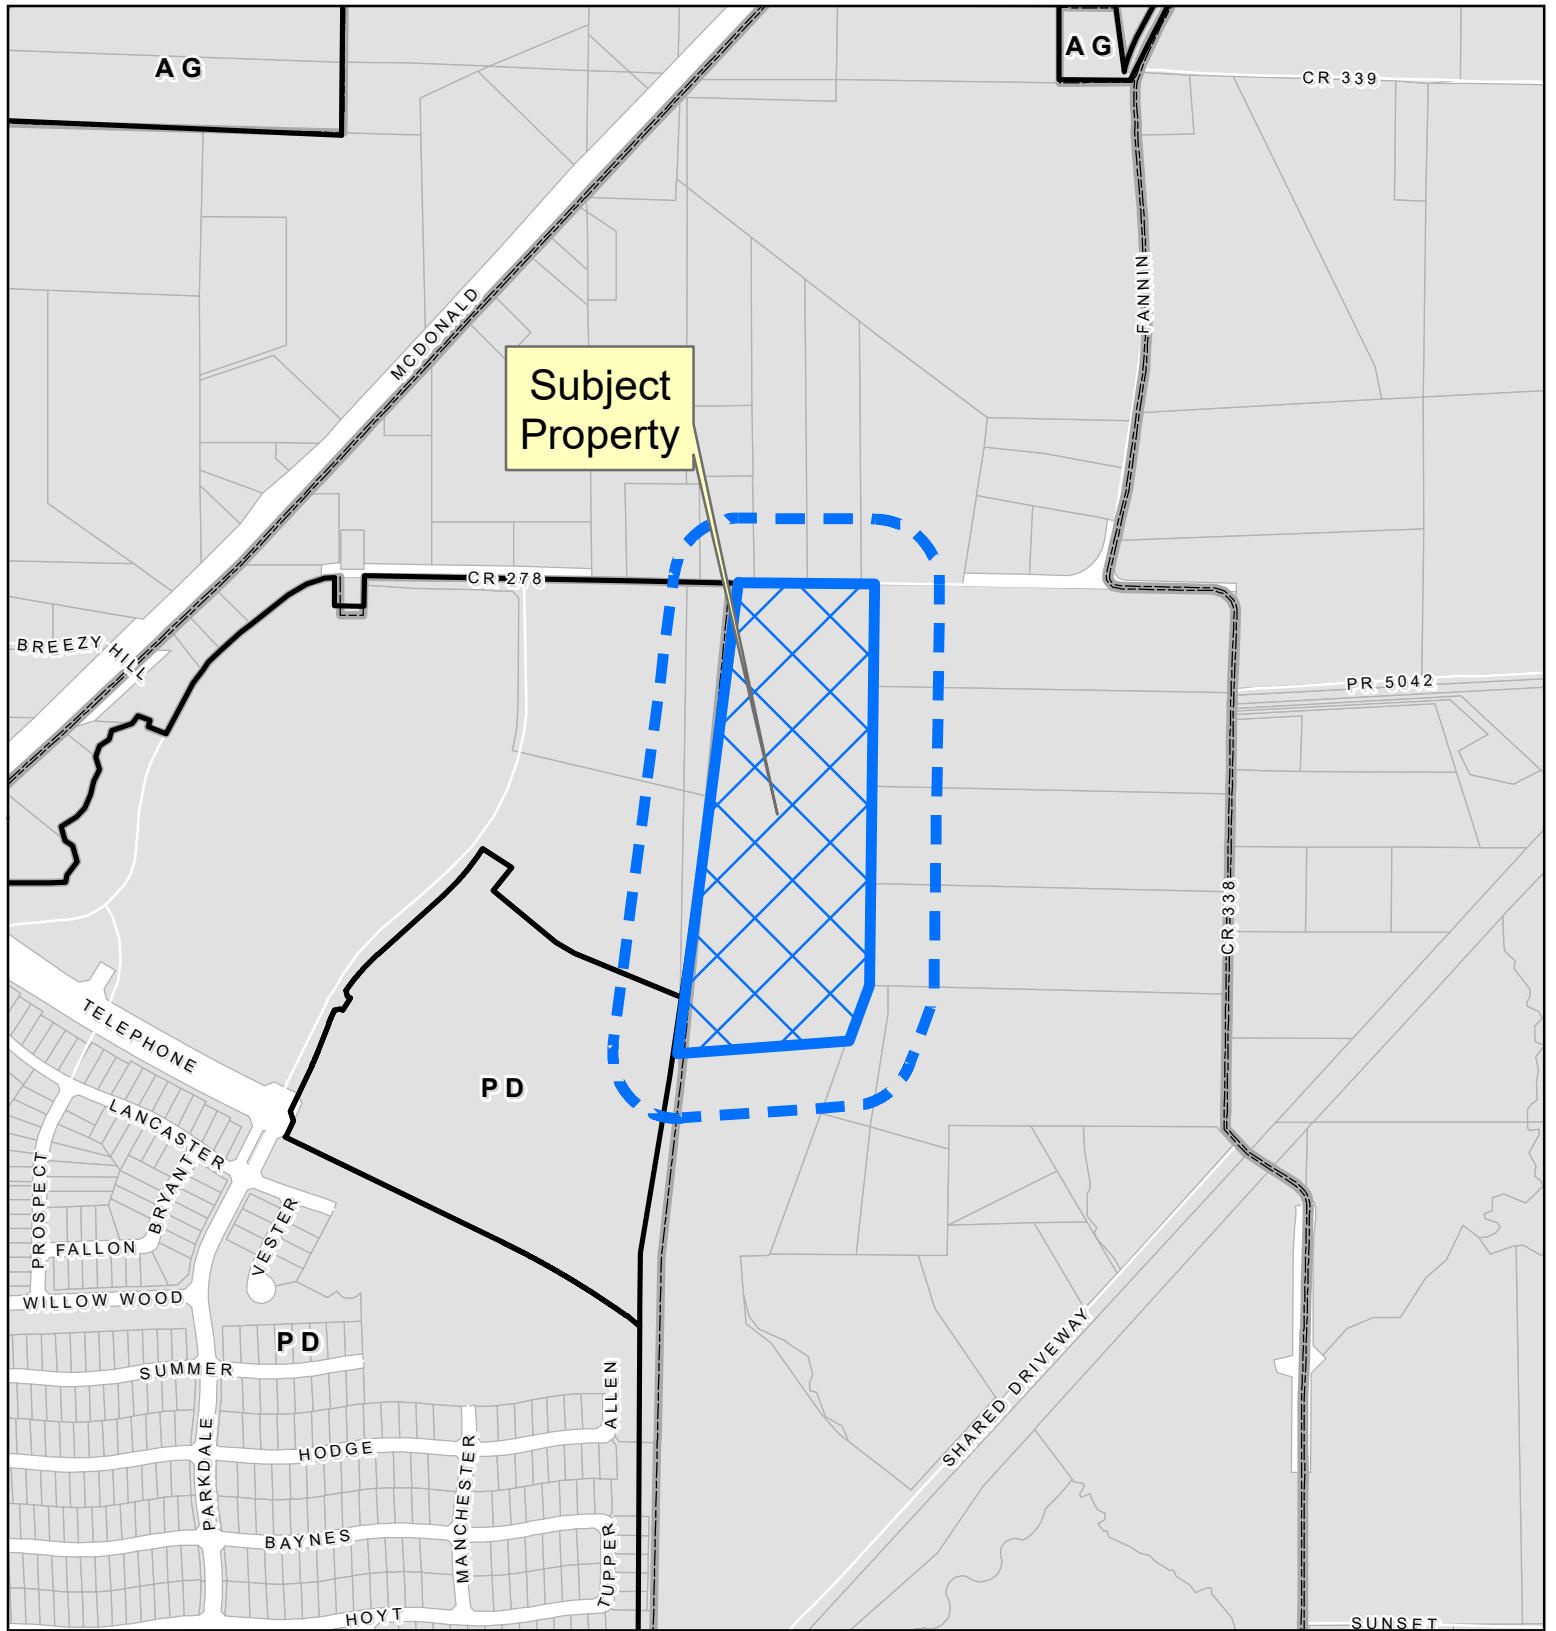 AG
AG
CR 339
FANNIN
MCDONALD
Subject
Property
CR 278
BREEZY HILL
PR 5042
CR 338
TELEPHONE
LANCASTER
PD
PROSPECT
BRYANT
VESTER
FALLON
WILLOW WOOD
PD
SUMMER
SHARED DRIVEWAY
ALLEN
PARKDALE
HODGE
MANCHESTER
BAYNES
TUPPER
HOYT
SUNSET